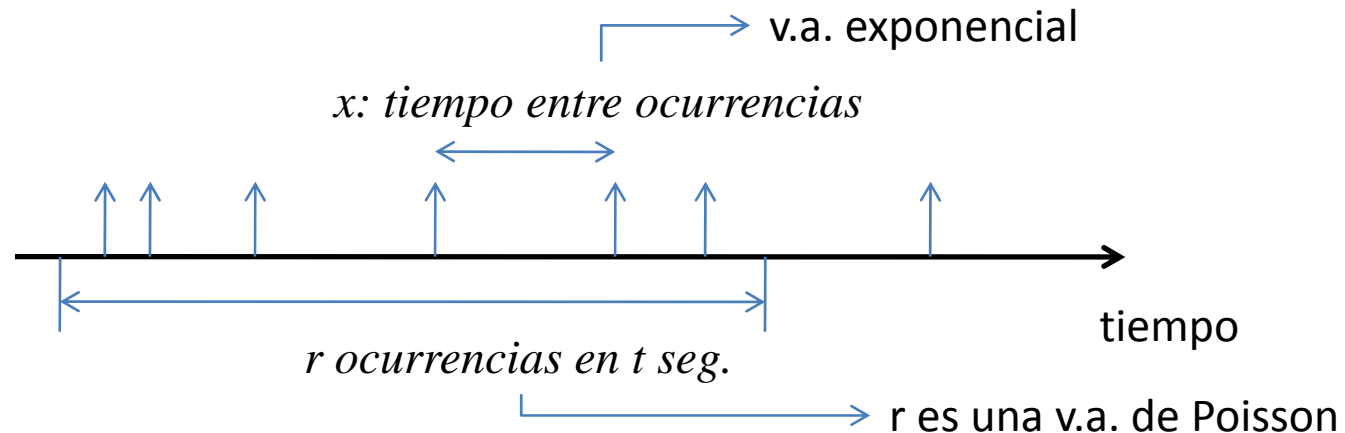 v.a. exponencial
x: tiempo entre ocurrencias
tiempo
r ocurrencias en t seg.
r es una v.a. de Poisson